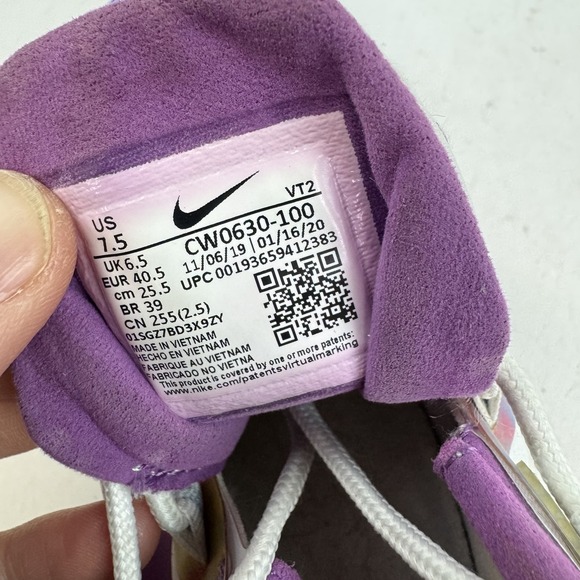 VT2
US
7.5
CW0630-100
UK 6.5
11/06/19 | 01/16/20
EUR 40.5
UPC 00193659412383
cm 25.5
BR 39
CN 255(2.5)
01SGZ7BD3X9ZY
MADE IN VIETNAM
HECHO EN VIETNAM
FABRIQUE AU VIETNAM
FABRICADO NO VIETNA
This product is covered by one or more patents:
www.nike.com/patentsvirtualmarking